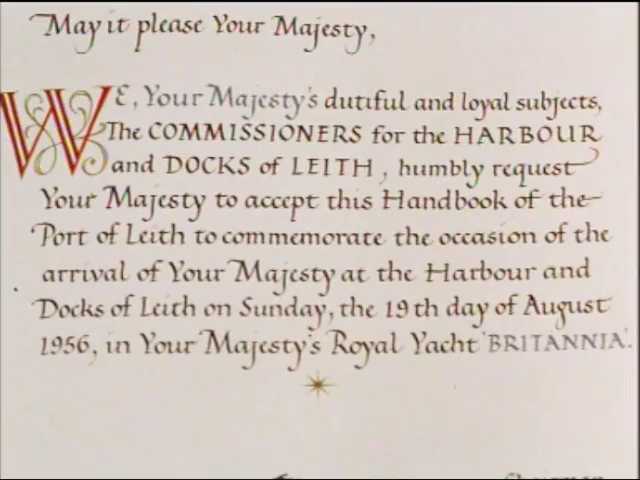 May it please Your Majesty,
WE, Your Majesty's dutiful and loyal subjects,
The COMMISSIONERS for the HARBOUR
and DOCKS of LEITH, humbly request
Your Majesty to accept this Handbook of the
Port of Leith to commemorate the occasion of the
arrival of Your Majesty at the Harbour and
Docks of Leith on Sunday, the 19th day of August
1956, in Your Majesty's Royal Yacht 'BRITANNIA'.